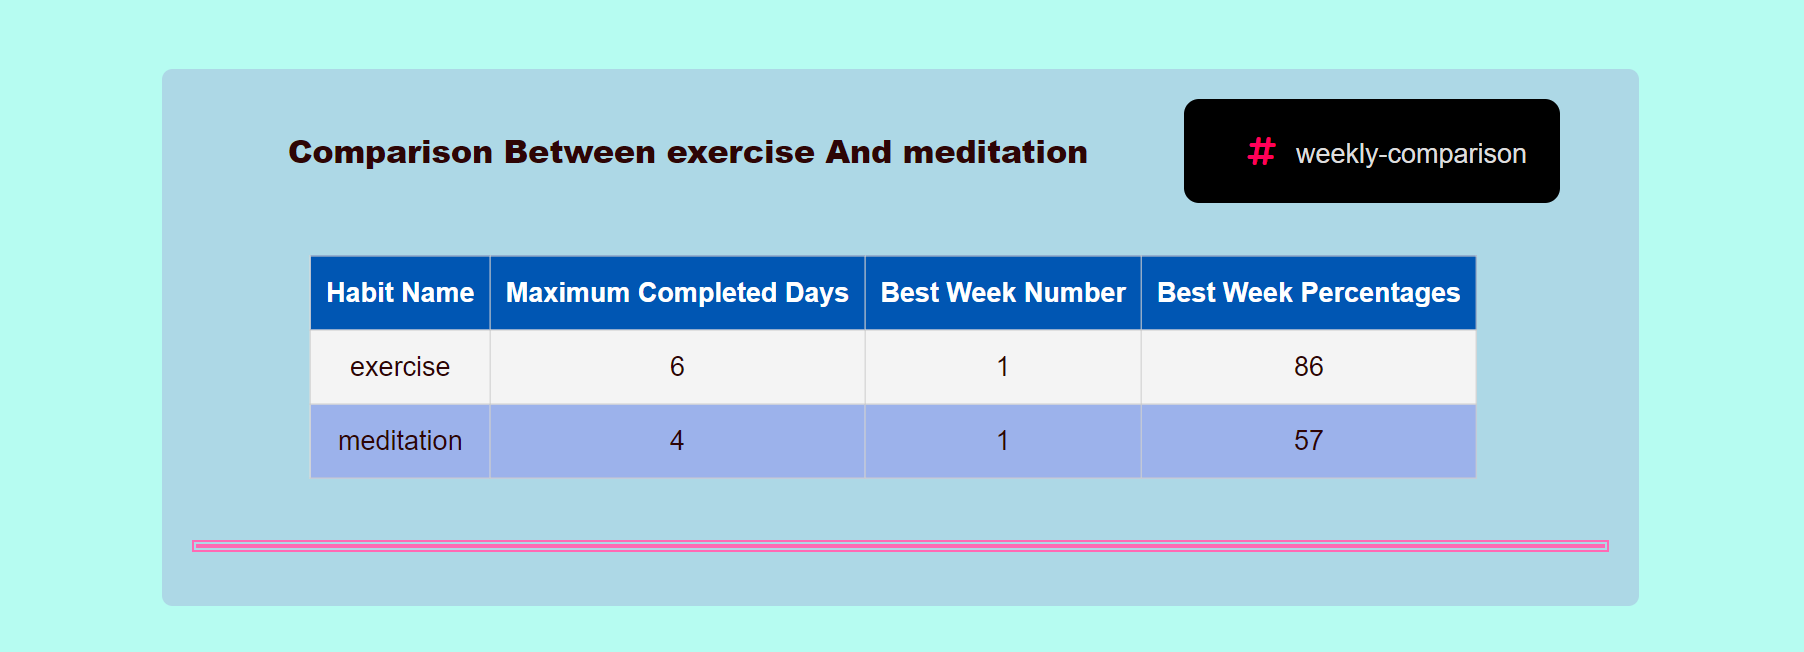 Comparison Between exercise And meditation
# weekly-comparison
Habit Name Maximum Completed Days Best Week Number Best Week Percentages
exercise 6 1 86
meditation 4 1 57